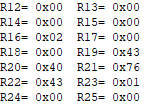 R12= 0x00 R13= 0x00
R14= 0x00 R15= 0x00
R16= 0x02 R17= 0x00
R18= 0x00 R19= 0x43
R20= 0x40 R21= 0x76
R22= 0x43 R23= 0x01
R24= 0x00 R25= 0x00